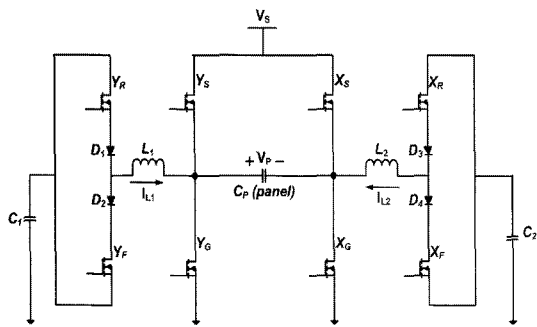 V_S
Y_R Y_S X_S X_R
D_1 L_1 + V_P − L_2 D_3
D_2 I_L1 C_P (panel) I_L2 D_4
C_1 C_2
Y_F Y_G X_G X_F